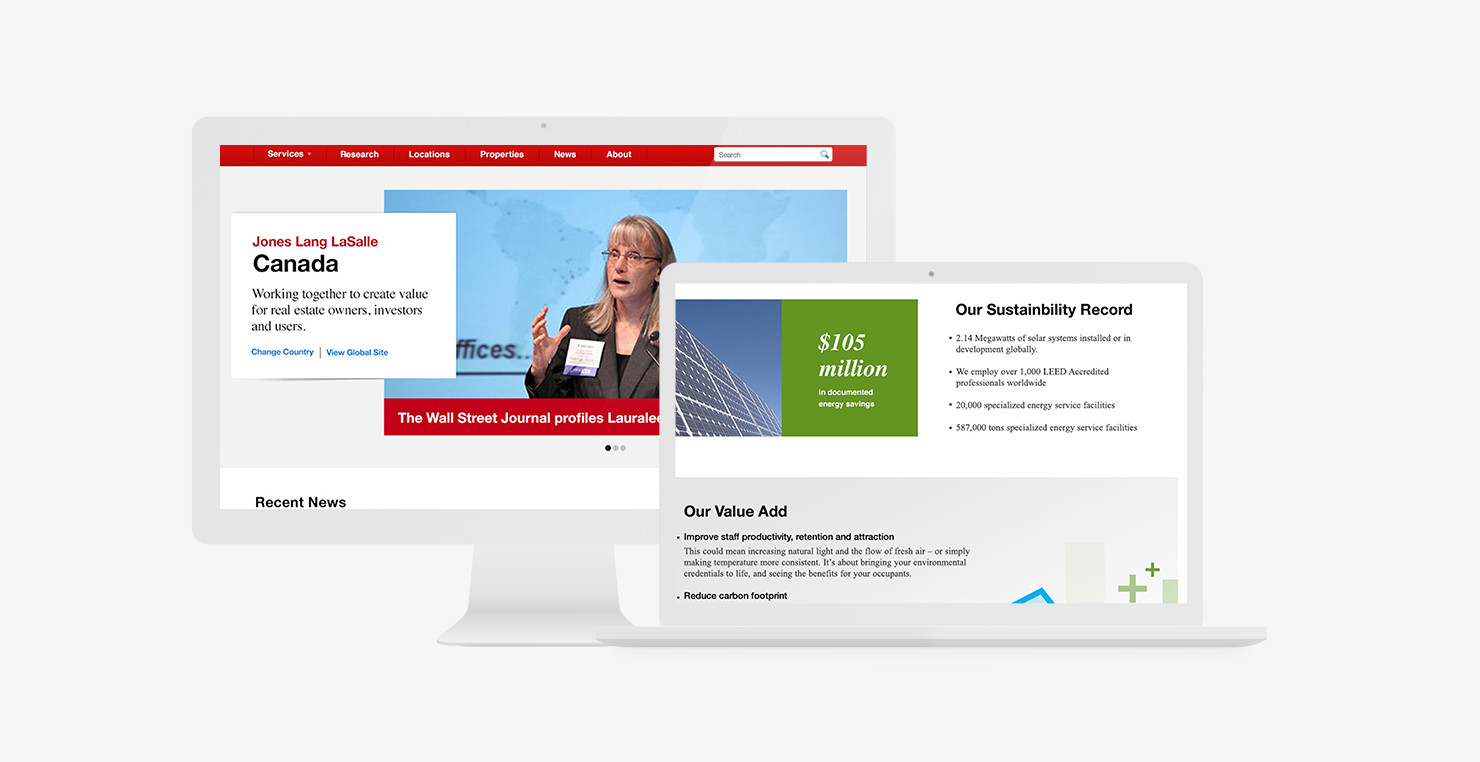 Services
Research
Locations
Properties
News
About
Search
Jones Lang LaSalle
Canada
Working together to create value
for real estate owners, investors
and users.
Change Country | View Global Site
ffices...
The Wall Street Journal profiles Lauralee
Recent News
$105
million
in documented
energy savings
Our Sustainbility Record
• 2.14 Megawatts of solar systems installed or in
development globally.
• We employ over 1,000 LEED Accredited
professionals worldwide
• 20,000 specialized energy service facilities
• 587,000 tons specialized energy service facilities
Our Value Add
• Improve staff productivity, retention and attraction
This could mean increasing natural light and the flow of fresh air – or simply
making temperature more consistent. It's about bringing your environmental
credentials to life, and seeing the benefits for your occupants.
• Reduce carbon footprint